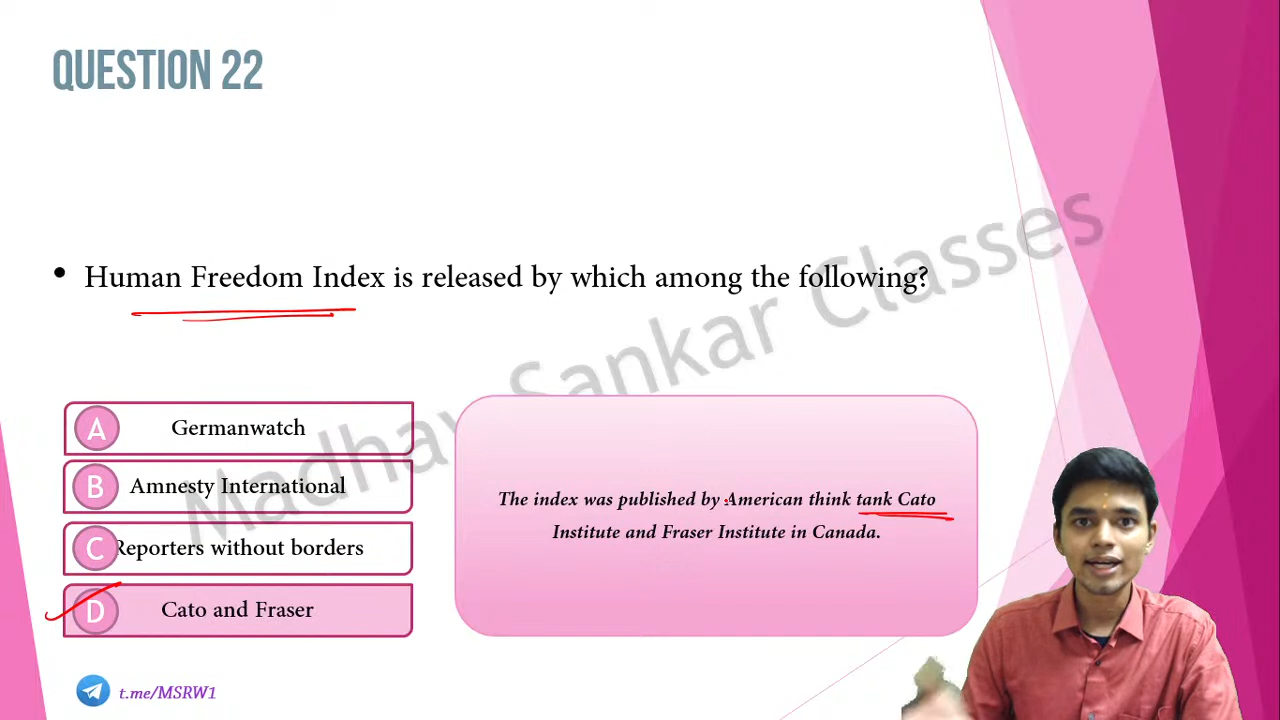 QUESTION 22
• Human Freedom Index is released by which among the following?
Madhav Sankar Classes
A Germanwatch
B Amnesty International
C Reporters without borders
D Cato and Fraser
The index was published by American think tank Cato
Institute and Fraser Institute in Canada.
t.me/MSRW1